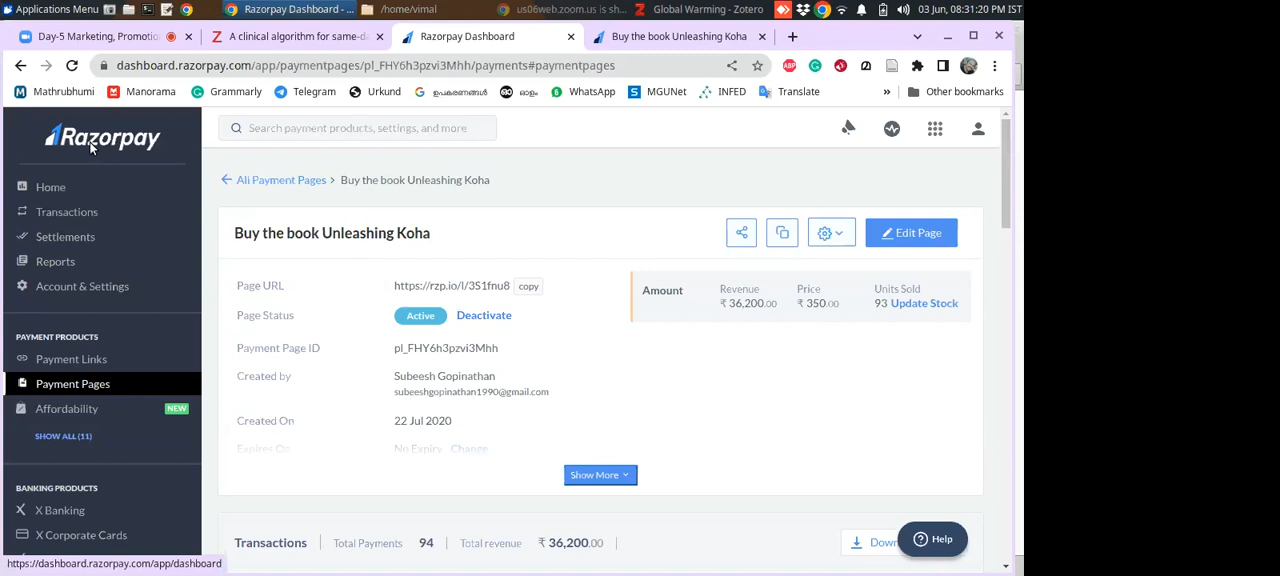 Applications Menu
Razorpay Dashboard - ...
/home/vimal
us06web.zoom.us is sh...
Global Warming - Zotero
03 Jun, 08:31:20 PM IST
Day-5 Marketing, Promotio
A clinical algorithm for same-da
Razorpay Dashboard
Buy the book Unleashing Koha
dashboard.razorpay.com/app/paymentpages/pl_FHY6h3pzvi3Mhh/payments#paymentpages
Mathrubhumi
Manorama
Grammarly
Telegram
Urkund
ഉപകരണങ്ങൾ
ഓളം
WhatsApp
MGUNet
INFED
Translate
»
Other bookmarks
Razorpay
Search payment products, settings, and more
Home
Transactions
Settlements
Reports
Account & Settings
PAYMENT PRODUCTS
Payment Links
Payment Pages
Affordability NEW
SHOW ALL (11)
BANKING PRODUCTS
X Banking
X Corporate Cards
https://dashboard.razorpay.com/app/dashboard
← All Payment Pages > Buy the book Unleashing Koha
Buy the book Unleashing Koha
Edit Page
Page URL https://rzp.io/l/3S1fnu8 copy
Page Status Active Deactivate
Payment Page ID pl_FHY6h3pzvi3Mhh
Created by Subeesh Gopinathan
subeeshgopinathan1990@gmail.com
Created On 22 Jul 2020
Expires On No Expiry Change
Amount
Revenue Price Units Sold
₹ 36,200.00 ₹ 350.00 93 Update Stock
Show More
Transactions Total Payments 94 Total revenue ₹ 36,200.00
Down
Help